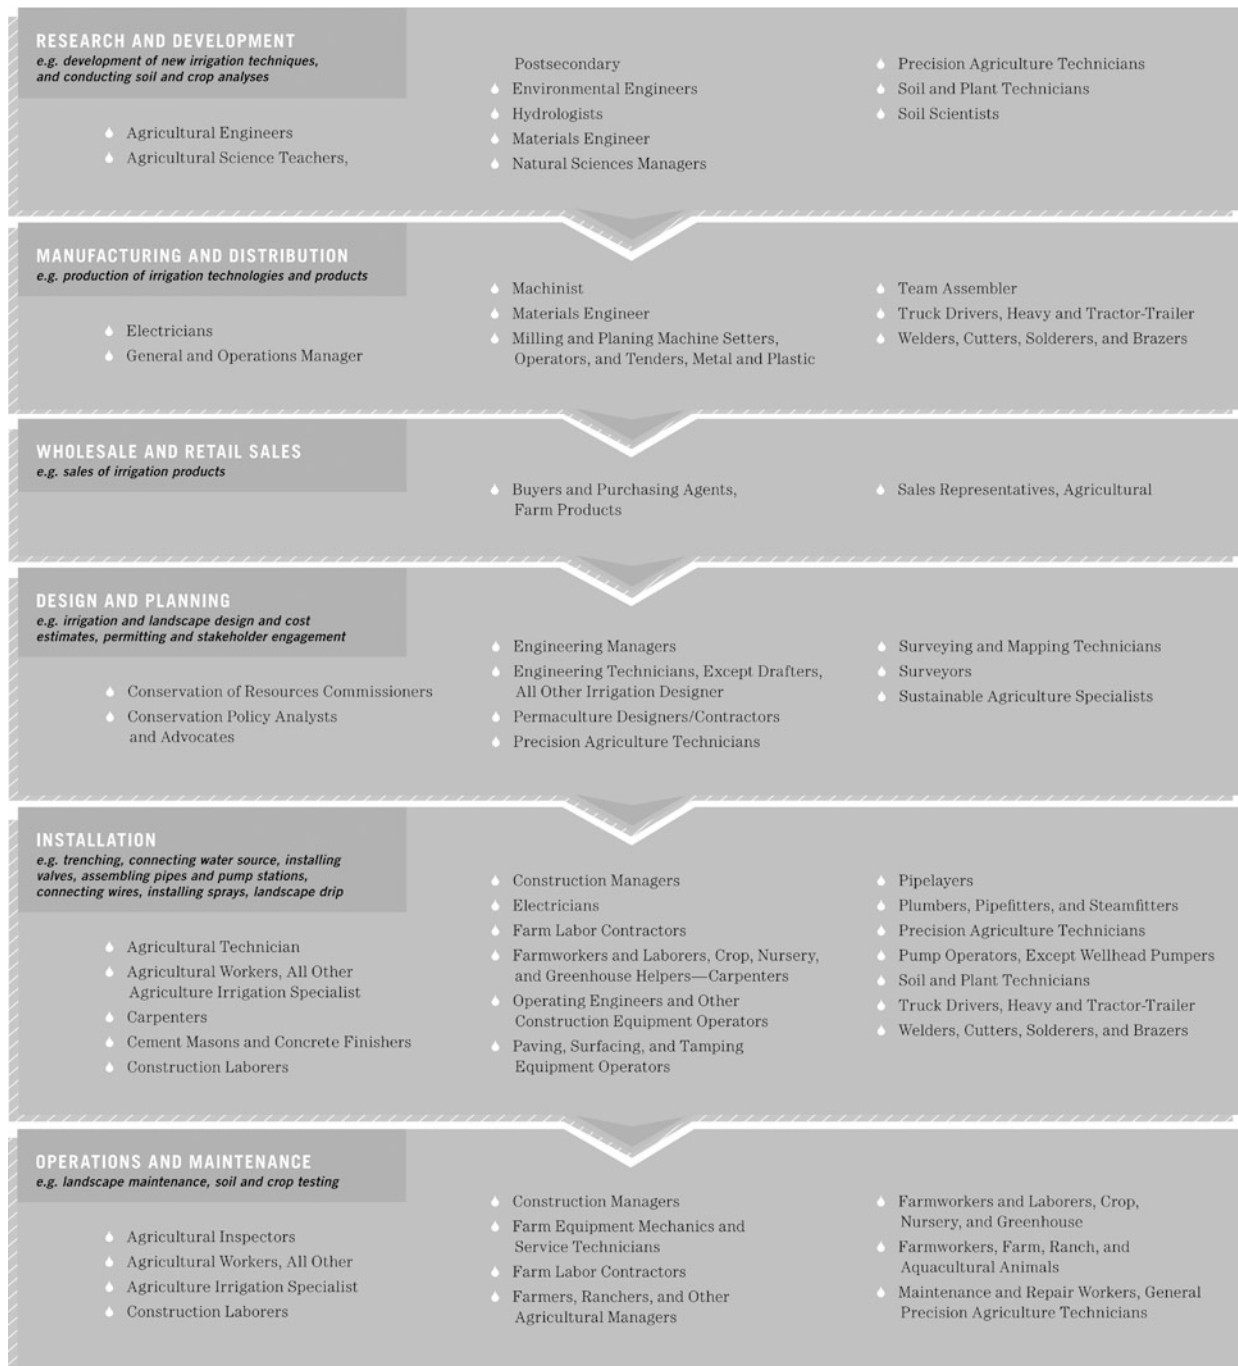 RESEARCH AND DEVELOPMENT
e.g. development of new irrigation techniques,
and conducting soil and crop analyses
Agricultural Engineers
Agricultural Science Teachers,
Postsecondary
Environmental Engineers
Hydrologists
Materials Engineer
Natural Sciences Managers
Precision Agriculture Technicians
Soil and Plant Technicians
Soil Scientists
MANUFACTURING AND DISTRIBUTION
e.g. production of irrigation technologies and products
Electricians
General and Operations Manager
Machinist
Materials Engineer
Milling and Planing Machine Setters,
Operators, and Tenders, Metal and Plastic
Team Assembler
Truck Drivers, Heavy and Tractor-Trailer
Welders, Cutters, Solderers, and Brazers
WHOLESALE AND RETAIL SALES
e.g. sales of irrigation products
Buyers and Purchasing Agents,
Farm Products
Sales Representatives, Agricultural
DESIGN AND PLANNING
e.g. irrigation and landscape design and cost
estimates, permitting and stakeholder engagement
Conservation of Resources Commissioners
Conservation Policy Analysts
and Advocates
Engineering Managers
Engineering Technicians, Except Drafters,
All Other Irrigation Designer
Permaculture Designers/Contractors
Precision Agriculture Technicians
Surveying and Mapping Technicians
Surveyors
Sustainable Agriculture Specialists
INSTALLATION
e.g. trenching, connecting water source, installing
valves, assembling pipes and pump stations,
connecting wires, installing sprays, landscape drip
Agricultural Technician
Agricultural Workers, All Other
Agriculture Irrigation Specialist
Carpenters
Cement Masons and Concrete Finishers
Construction Laborers
Construction Managers
Electricians
Farm Labor Contractors
Farmworkers and Laborers, Crop, Nursery,
and Greenhouse Helpers—Carpenters
Operating Engineers and Other
Construction Equipment Operators
Paving, Surfacing, and Tamping
Equipment Operators
Pipelayers
Plumbers, Pipefitters, and Steamfitters
Precision Agriculture Technicians
Pump Operators, Except Wellhead Pumpers
Soil and Plant Technicians
Truck Drivers, Heavy and Tractor-Trailer
Welders, Cutters, Solderers, and Brazers
OPERATIONS AND MAINTENANCE
e.g. landscape maintenance, soil and crop testing
Agricultural Inspectors
Agricultural Workers, All Other
Agriculture Irrigation Specialist
Construction Laborers
Construction Managers
Farm Equipment Mechanics and
Service Technicians
Farm Labor Contractors
Farmers, Ranchers, and Other
Agricultural Managers
Farmworkers and Laborers, Crop,
Nursery, and Greenhouse
Farmworkers, Farm, Ranch, and
Aquacultural Animals
Maintenance and Repair Workers, General
Precision Agriculture Technicians